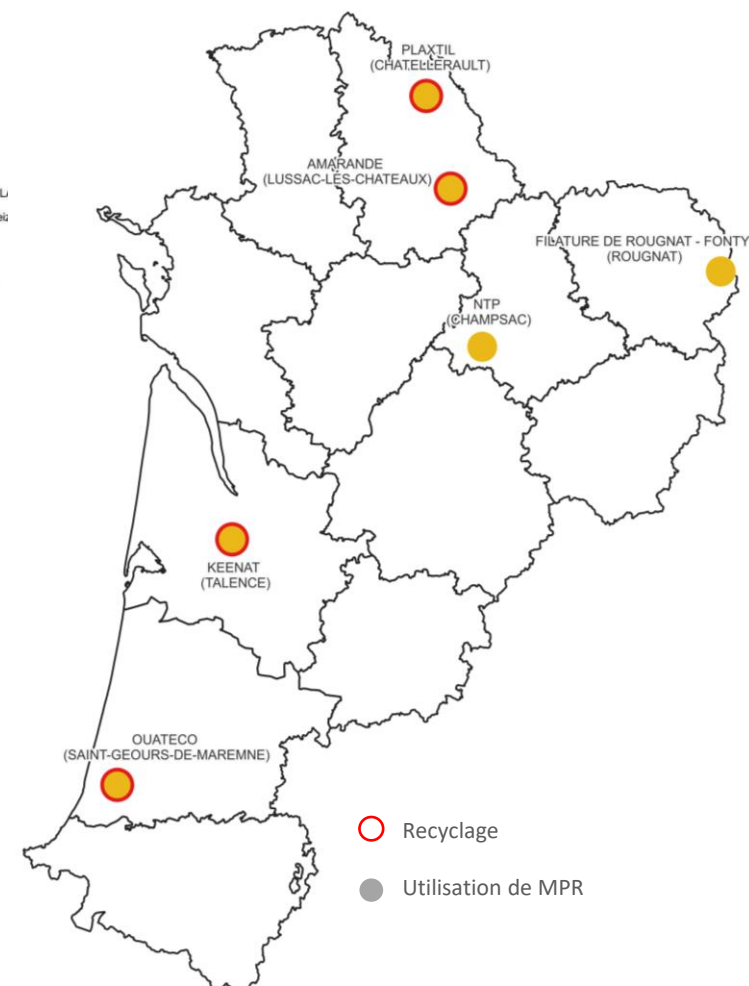 PLAXTIL
(CHATELLERAULT)
AMARANDE
(LUSSAC-LES-CHATEAUX)
FILATURE DE ROUGNAT - FONTY
(ROUGNAT)
NTP
(CHAMPSAC)
KEENAT
(TALENCE)
OUATECO
(SAINT-GEOURS-DE-MAREMNE)
Recyclage
Utilisation de MPR